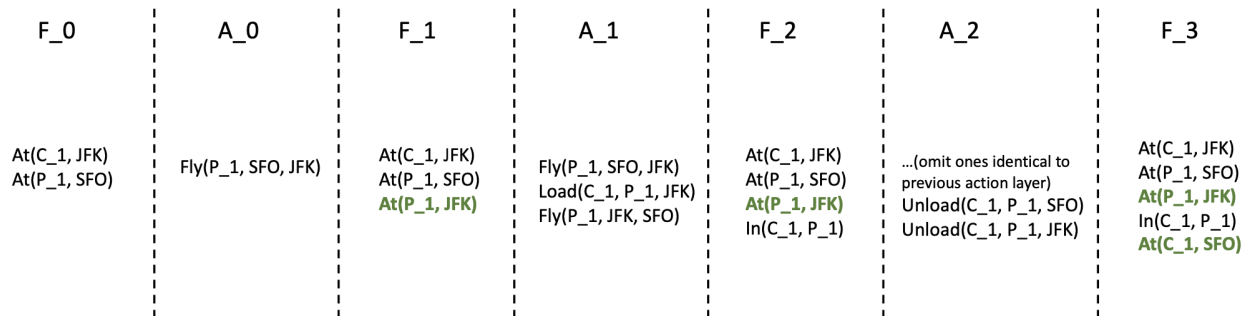 F_0
A_0
F_1
A_1
F_2
A_2
F_3
At(C_1, JFK)
At(P_1, SFO)
Fly(P_1, SFO, JFK)
At(C_1, JFK)
At(P_1, SFO)
At(P_1, JFK)
Fly(P_1, SFO, JFK)
Load(C_1, P_1, JFK)
Fly(P_1, JFK, SFO)
At(C_1, JFK)
At(P_1, SFO)
At(P_1, JFK)
In(C_1, P_1)
...(omit ones identical to
previous action layer)
Unload(C_1, P_1, SFO)
Unload(C_1, P_1, JFK)
At(C_1, JFK)
At(P_1, SFO)
At(P_1, JFK)
In(C_1, P_1)
At(C_1, SFO)